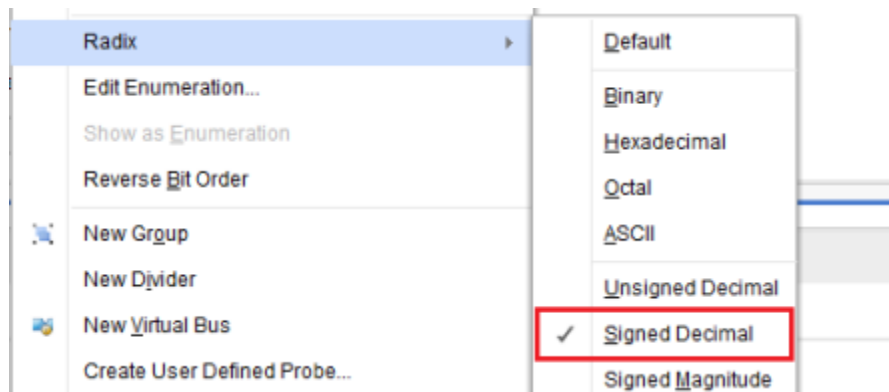 Radix
Edit Enumeration...
Show as Enumeration
Reverse Bit Order
New Group
New Divider
New Virtual Bus
Create User Defined Probe...
Default
Binary
Hexadecimal
Octal
ASCII
Unsigned Decimal
Signed Decimal
Signed Magnitude